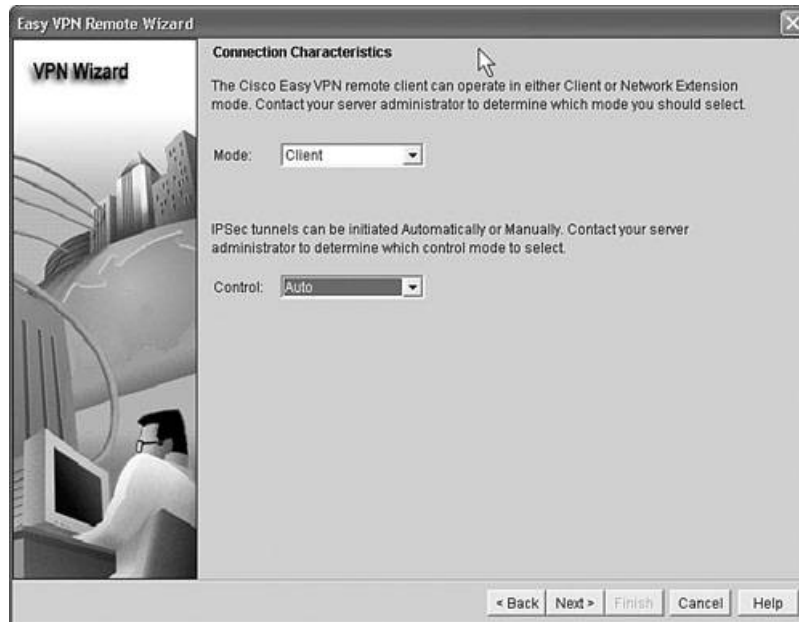 Easy VPN Remote Wizard
VPN Wizard
Connection Characteristics
The Cisco Easy VPN remote client can operate in either Client or Network Extension
mode. Contact your server administrator to determine which mode you should select.
Mode: Client
IPSec tunnels can be initiated Automatically or Manually. Contact your server
administrator to determine which control mode to select.
Control: Auto
< Back Next > Finish Cancel Help